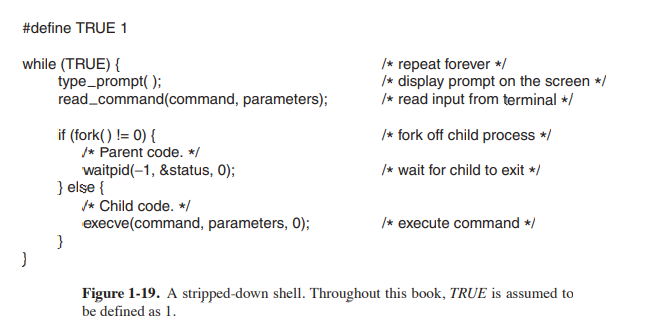 #define TRUE 1
while (TRUE) { /* repeat forever */
type_prompt( ); /* display prompt on the screen */
read_command(command, parameters); /* read input from terminal */
if (fork( ) != 0) { /* fork off child process */
/* Parent code. */
waitpid(−1, &status, 0); /* wait for child to exit */
} else {
/* Child code. */
execve(command, parameters, 0); /* execute command */
}
}
Figure 1-19. A stripped-down shell. Throughout this book, TRUE is assumed to
be defined as 1.